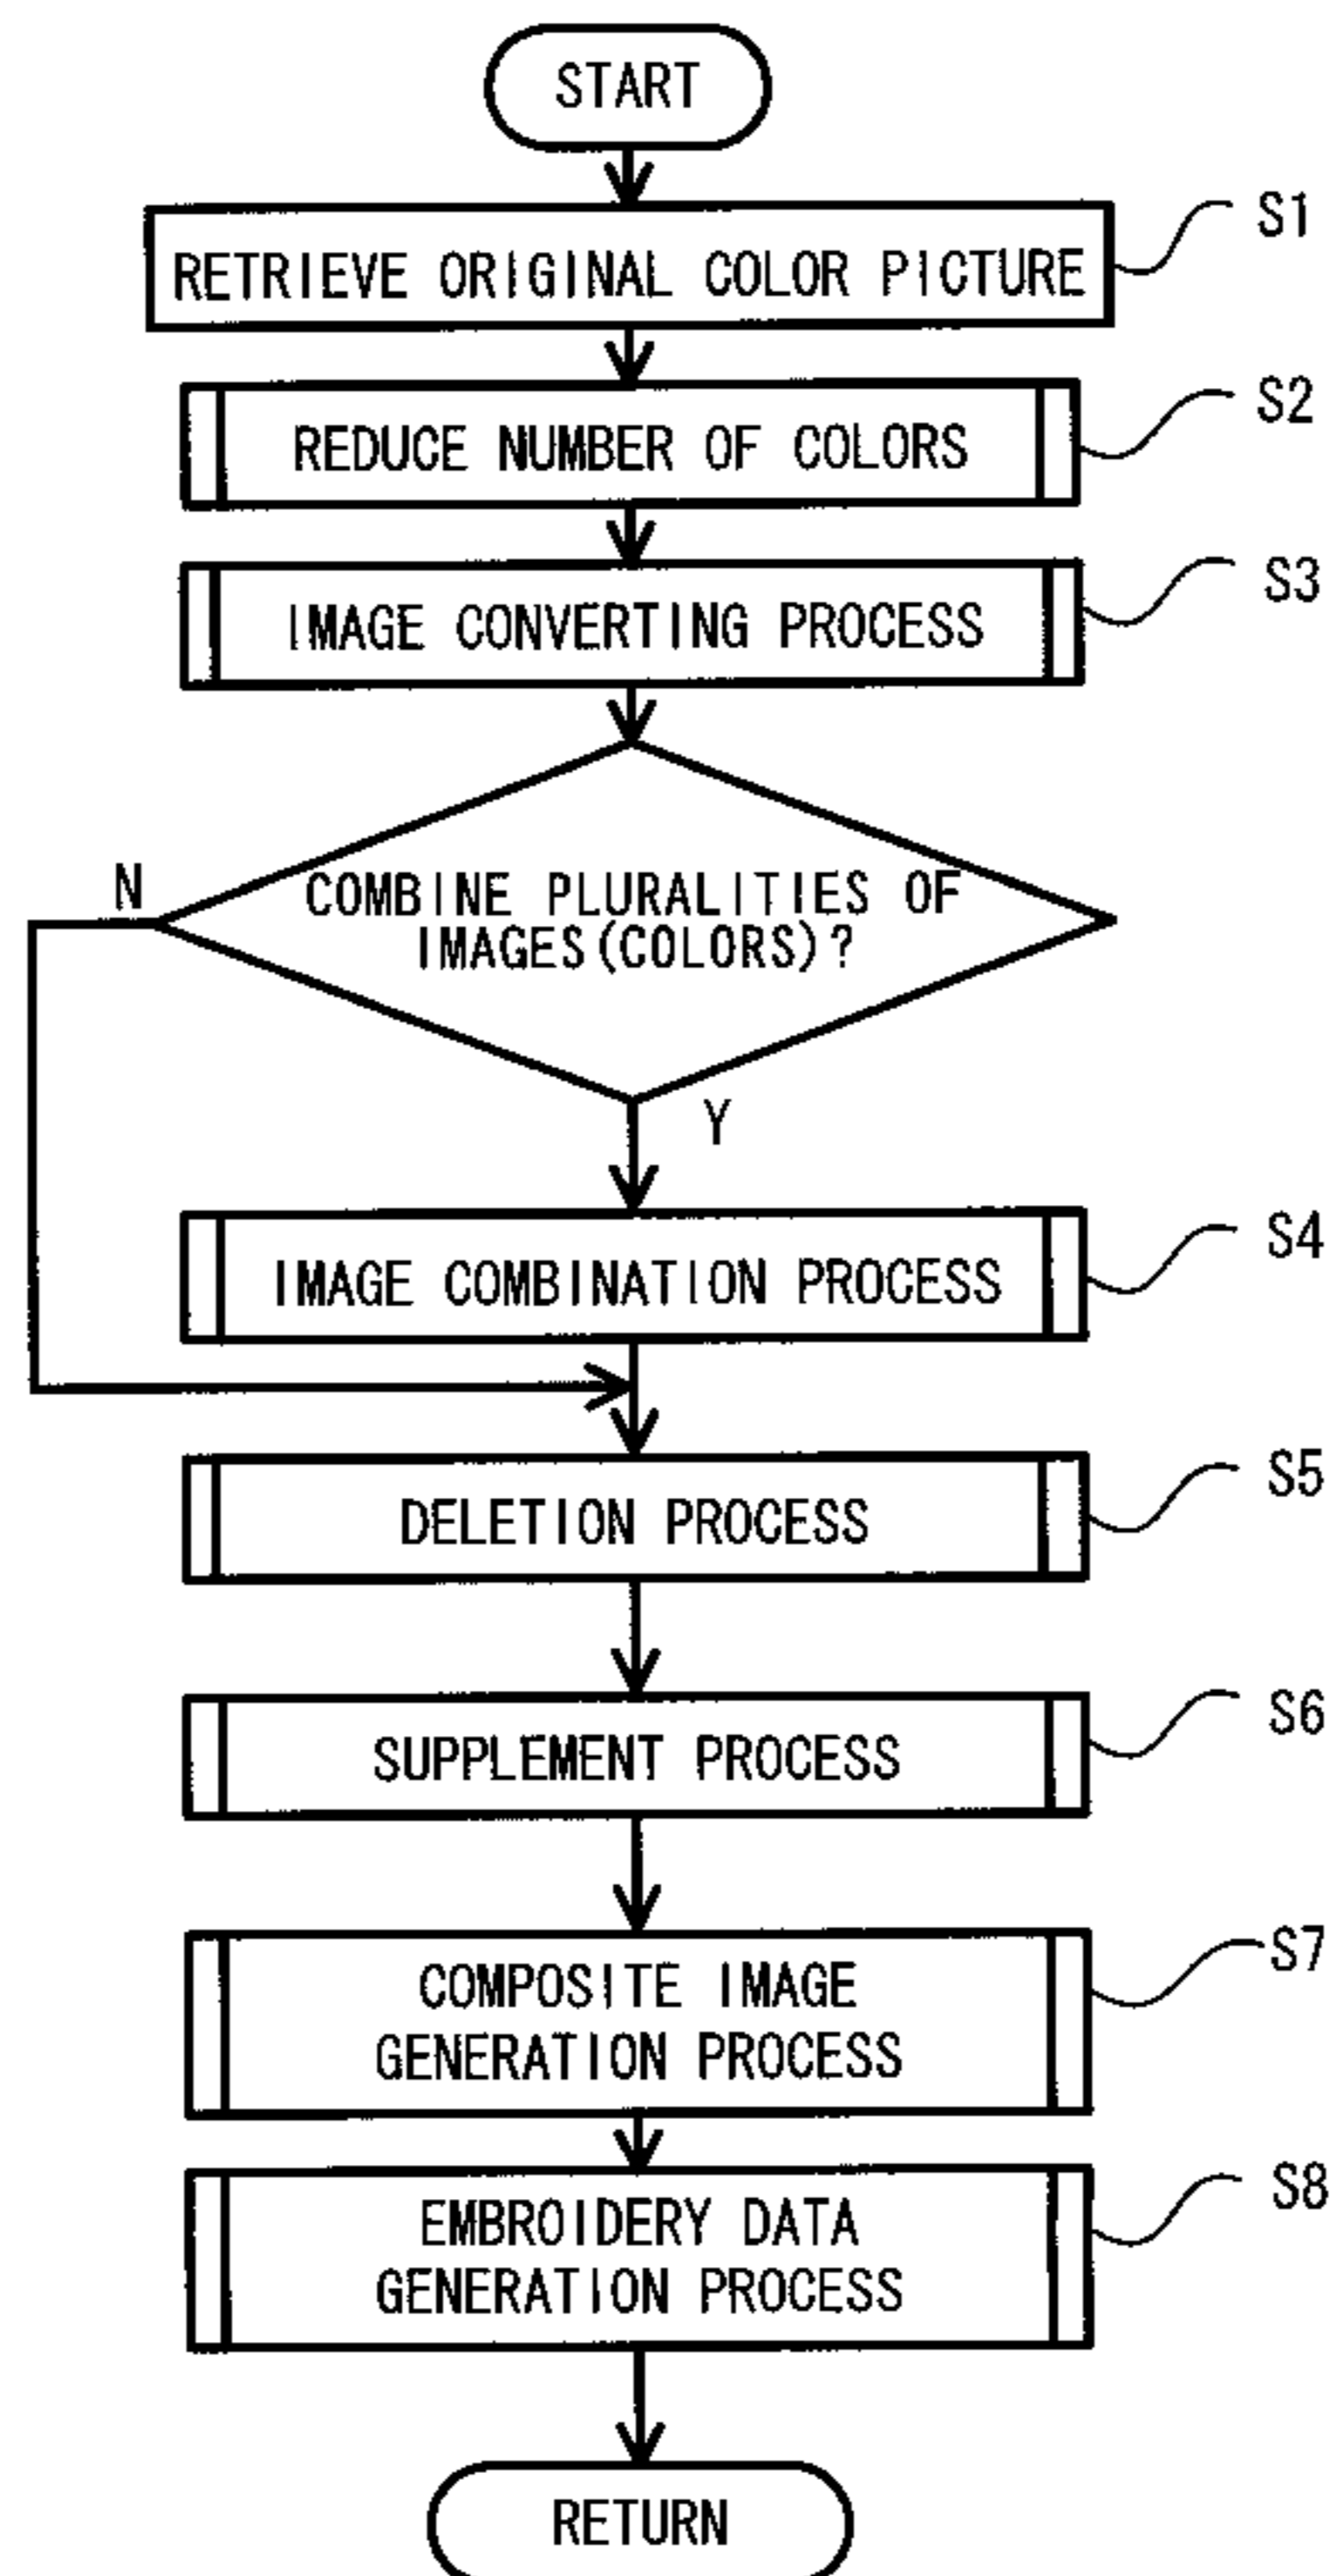 START
RETRIEVE ORIGINAL COLOR PICTURE
S1
REDUCE NUMBER OF COLORS
S2
IMAGE CONVERTING PROCESS
S3
COMBINE PLURALITIES OF
IMAGES(COLORS)?
N
Y
IMAGE COMBINATION PROCESS
S4
DELETION PROCESS
S5
SUPPLEMENT PROCESS
S6
COMPOSITE IMAGE
GENERATION PROCESS
S7
EMBROIDERY DATA
GENERATION PROCESS
S8
RETURN